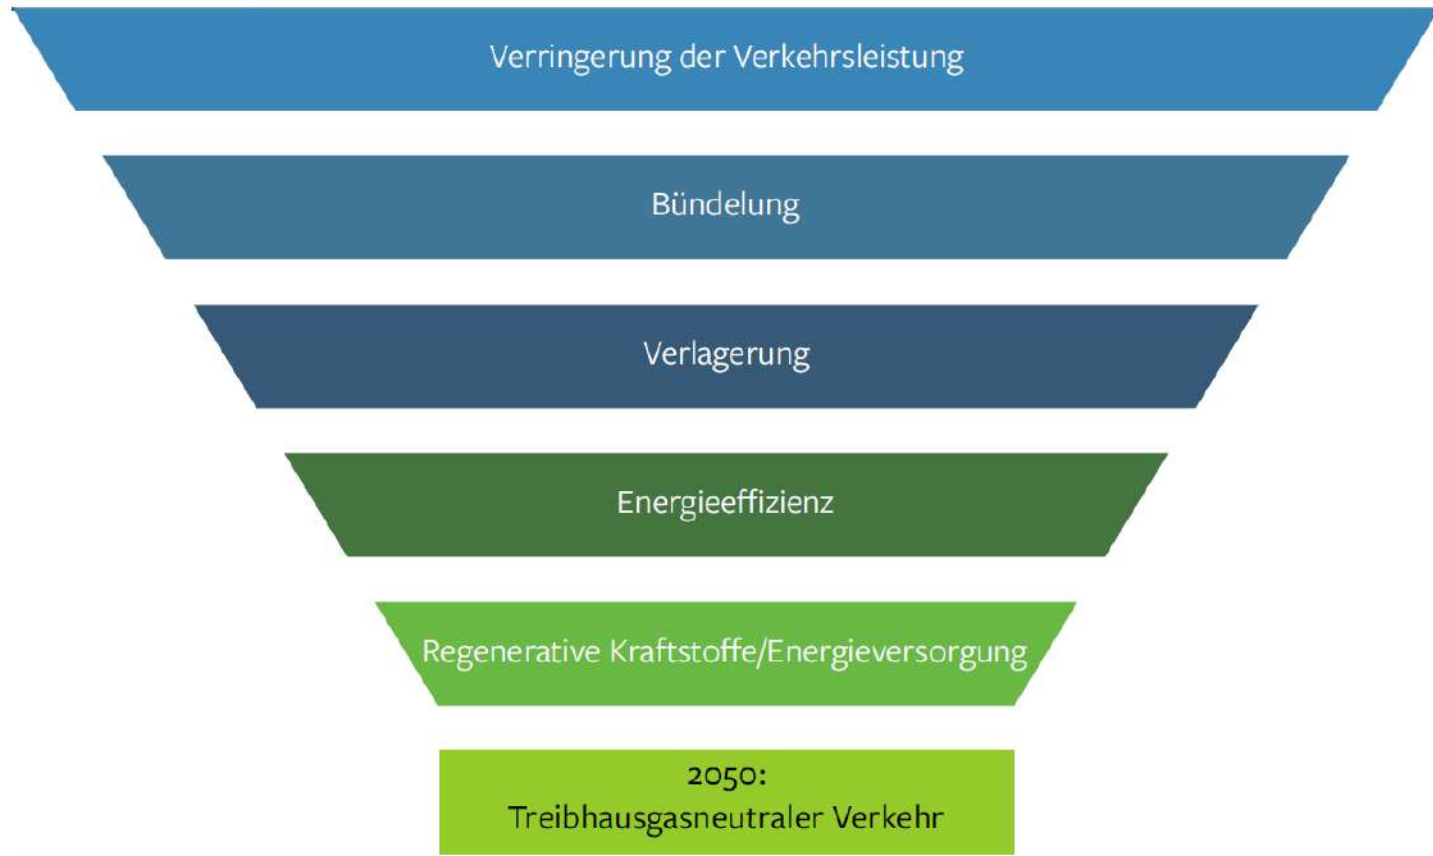 Verringerung der Verkehrsleistung
Bündelung
Verlagerung
Energieeffizienz
Regenerative Kraftstoffe/Energieversorgung
2050:
Treibhausgasneutraler Verkehr